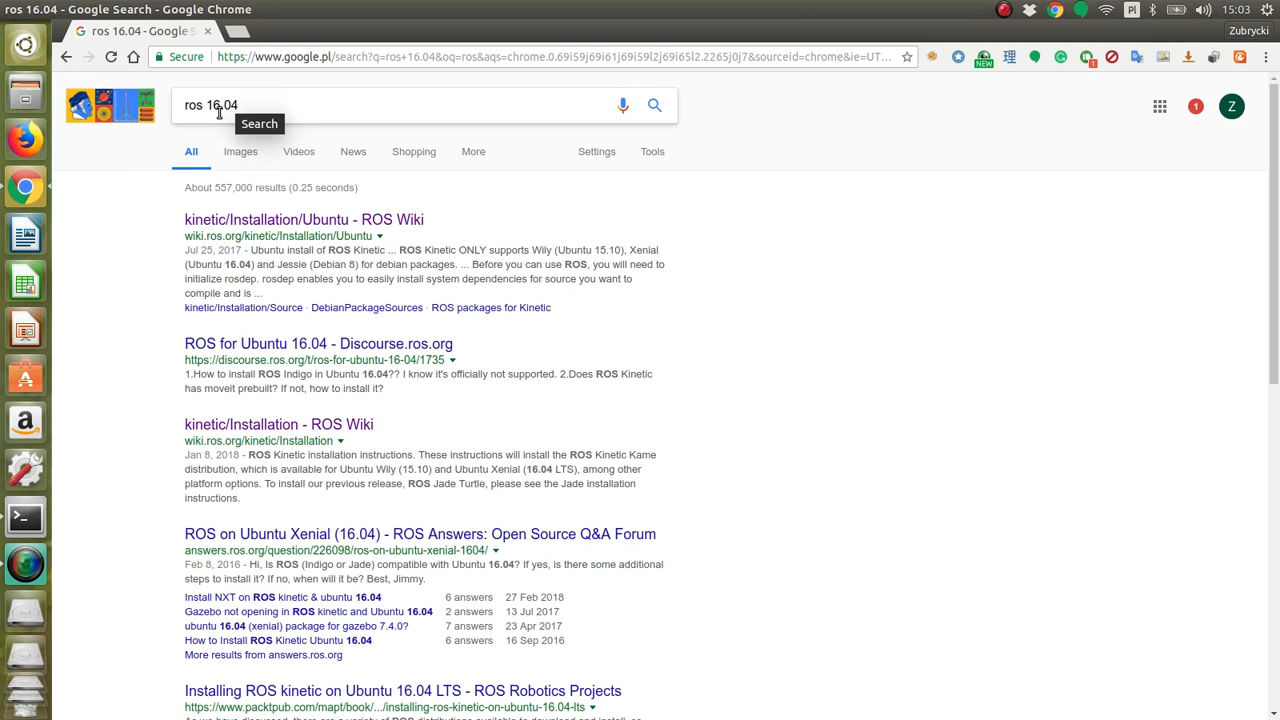 ros 16.04 - Google Search - Google Chrome
Pl
15:03
ros 16.04 - Google S
Zubrycki
Secure
https://www.google.pl/search?q=ros+16.04&oq=ros&aqs=chrome.0.69i59j69i61j69i59l2j69i65l2.2265j0j7&sourceid=chrome&ie=UT...
NEW
理
1
ros 16.04
Search
1
Z
All
Images
Videos
News
Shopping
More
Settings
Tools
About 557,000 results (0.25 seconds)
kinetic/Installation/Ubuntu - ROS Wiki
wiki.ros.org/kinetic/Installation/Ubuntu
Jul 25, 2017 - Ubuntu install of ROS Kinetic ... ROS Kinetic ONLY supports Wily (Ubuntu 15.10), Xenial
(Ubuntu 16.04) and Jessie (Debian 8) for debian packages. ... Before you can use ROS, you will need to
initialize rosdep. rosdep enables you to easily install system dependencies for source you want to
compile and is ...
kinetic/Installation/Source · DebianPackageSources · ROS packages for Kinetic
ROS for Ubuntu 16.04 - Discourse.ros.org
https://discourse.ros.org/t/ros-for-ubuntu-16-04/1735
1.How to install ROS Indigo in Ubuntu 16.04?? I know it's officially not supported. 2.Does ROS Kinetic
has moveit prebuilt? If not, how to install it?
kinetic/Installation - ROS Wiki
wiki.ros.org/kinetic/Installation
Jan 8, 2018 - ROS Kinetic installation instructions. These instructions will install the ROS Kinetic Kame
distribution, which is available for Ubuntu Wily (15.10) and Ubuntu Xenial (16.04 LTS), among other
platform options. To install our previous release, ROS Jade Turtle, please see the Jade installation
instructions.
ROS on Ubuntu Xenial (16.04) - ROS Answers: Open Source Q&A Forum
answers.ros.org/question/226098/ros-on-ubuntu-xenial-1604/
Feb 8, 2016 - Hi, Is ROS (Indigo or Jade) compatible with Ubuntu 16.04? If yes, is there some additional
steps to install it? If no, when will it be? Best, Jimmy.
Install NXT on ROS kinetic & ubuntu 16.04 6 answers 27 Feb 2018
Gazebo not opening in ROS kinetic and Ubuntu 16.04 2 answers 13 Jul 2017
ubuntu 16.04 (xenial) package for gazebo 7.4.0? 7 answers 23 Apr 2017
How to Install ROS Kinetic Ubuntu 16.04 6 answers 16 Sep 2016
More results from answers.ros.org
Installing ROS kinetic on Ubuntu 16.04 LTS - ROS Robotics Projects
https://www.packtpub.com/mapt/book/.../installing-ros-kinetic-on-ubuntu-16.04-lts